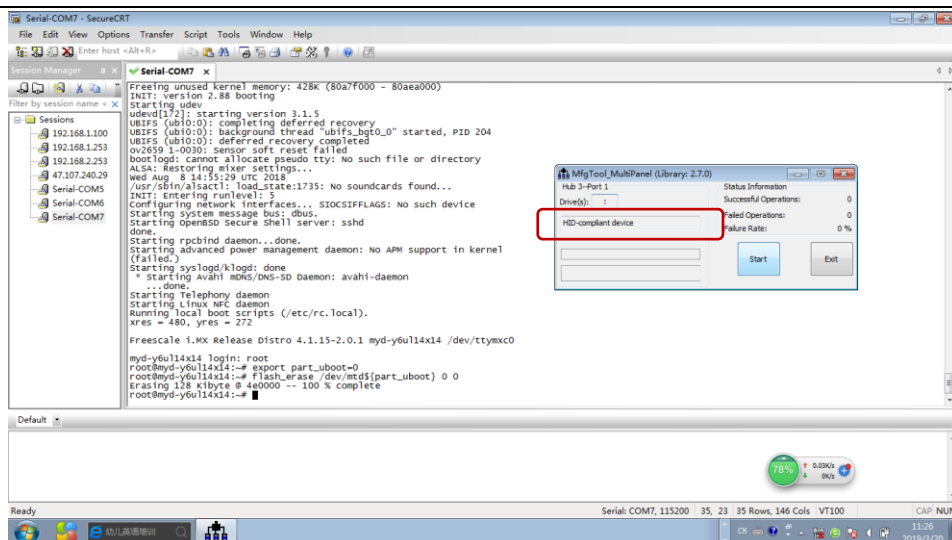 Serial-COM7 - SecureCRT
File Edit View Options Transfer Script Tools Window Help
Enter host <Alt+R>
Session Manager
Serial-COM7
Filter by session name <
Sessions
192.168.1.100
192.168.1.253
192.168.2.253
47.107.240.29
Serial-COM5
Serial-COM6
Serial-COM7
Freeing unused kernel memory: 428K (80a7f000 - 80aea000)
INIT: version 2.88 booting
Starting udev
udevd[172]: starting version 3.1.5
UBIFS (ubi0:0): completing deferred recovery
UBIFS (ubi0:0): background thread "ubifs_bgt0_0" started, PID 204
UBIFS (ubi0:0): deferred recovery completed
ov2659 1-0030: Sensor soft reset failed
bootlogd: cannot allocate pseudo tty: No such file or directory
ALSA: Restoring mixer settings...
Wed Aug  8 14:55:29 UTC 2018
/usr/sbin/alsactl: load_state:1735: No soundcards found...
INIT: Entering runlevel: 5
Configuring network interfaces... SIOCSIFFLAGS: No such device
Starting system message bus: dbus.
Starting OpenBSD Secure Shell server: sshd
done.
Starting rpcbind daemon...done.
Starting advanced power management daemon: No APM support in kernel
(failed.)
Starting syslogd/klogd: done
* Starting Avahi mDNS/DNS-SD Daemon: avahi-daemon
...done.
Starting Telephony daemon
Starting Linux NFC daemon
Running local boot scripts (/etc/rc.local).
xres = 480, yres = 272
Freescale i.MX Release Distro 4.1.15-2.0.1 myd-y6ul14x14 /dev/ttymxc0
myd-y6ul14x14 login: root
root@myd-y6ul14x14:~# export part_uboot=0
root@myd-y6ul14x14:~# flash_erase /dev/mtd${part_uboot} 0 0
Erasing 128 Kibyte @ 4e0000 -- 100 % complete
root@myd-y6ul14x14:~#
MfgTool_MultiPanel (Library: 2.7.0)
Hub 3--Port 1
Drive(s): :
HID-compliant device
Status Information
Successful Operations: 0
Failed Operations: 0
Failure Rate: 0 %
Start
Exit
Default
78%
0.03K/s
0K/s
Ready
Serial: COM7, 115200 35, 23 35 Rows, 146 Cols VT100 CAP NUM
幼儿英语培训
CH
11:26
2019/3/20